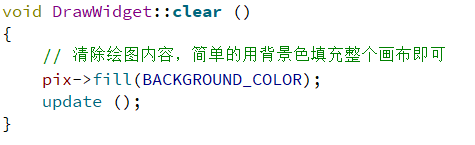 void DrawWidget::clear ()
{
// 清除绘图内容，简单的用背景色填充整个画布即可
pix->fill(BACKGROUND_COLOR);
update ();
}